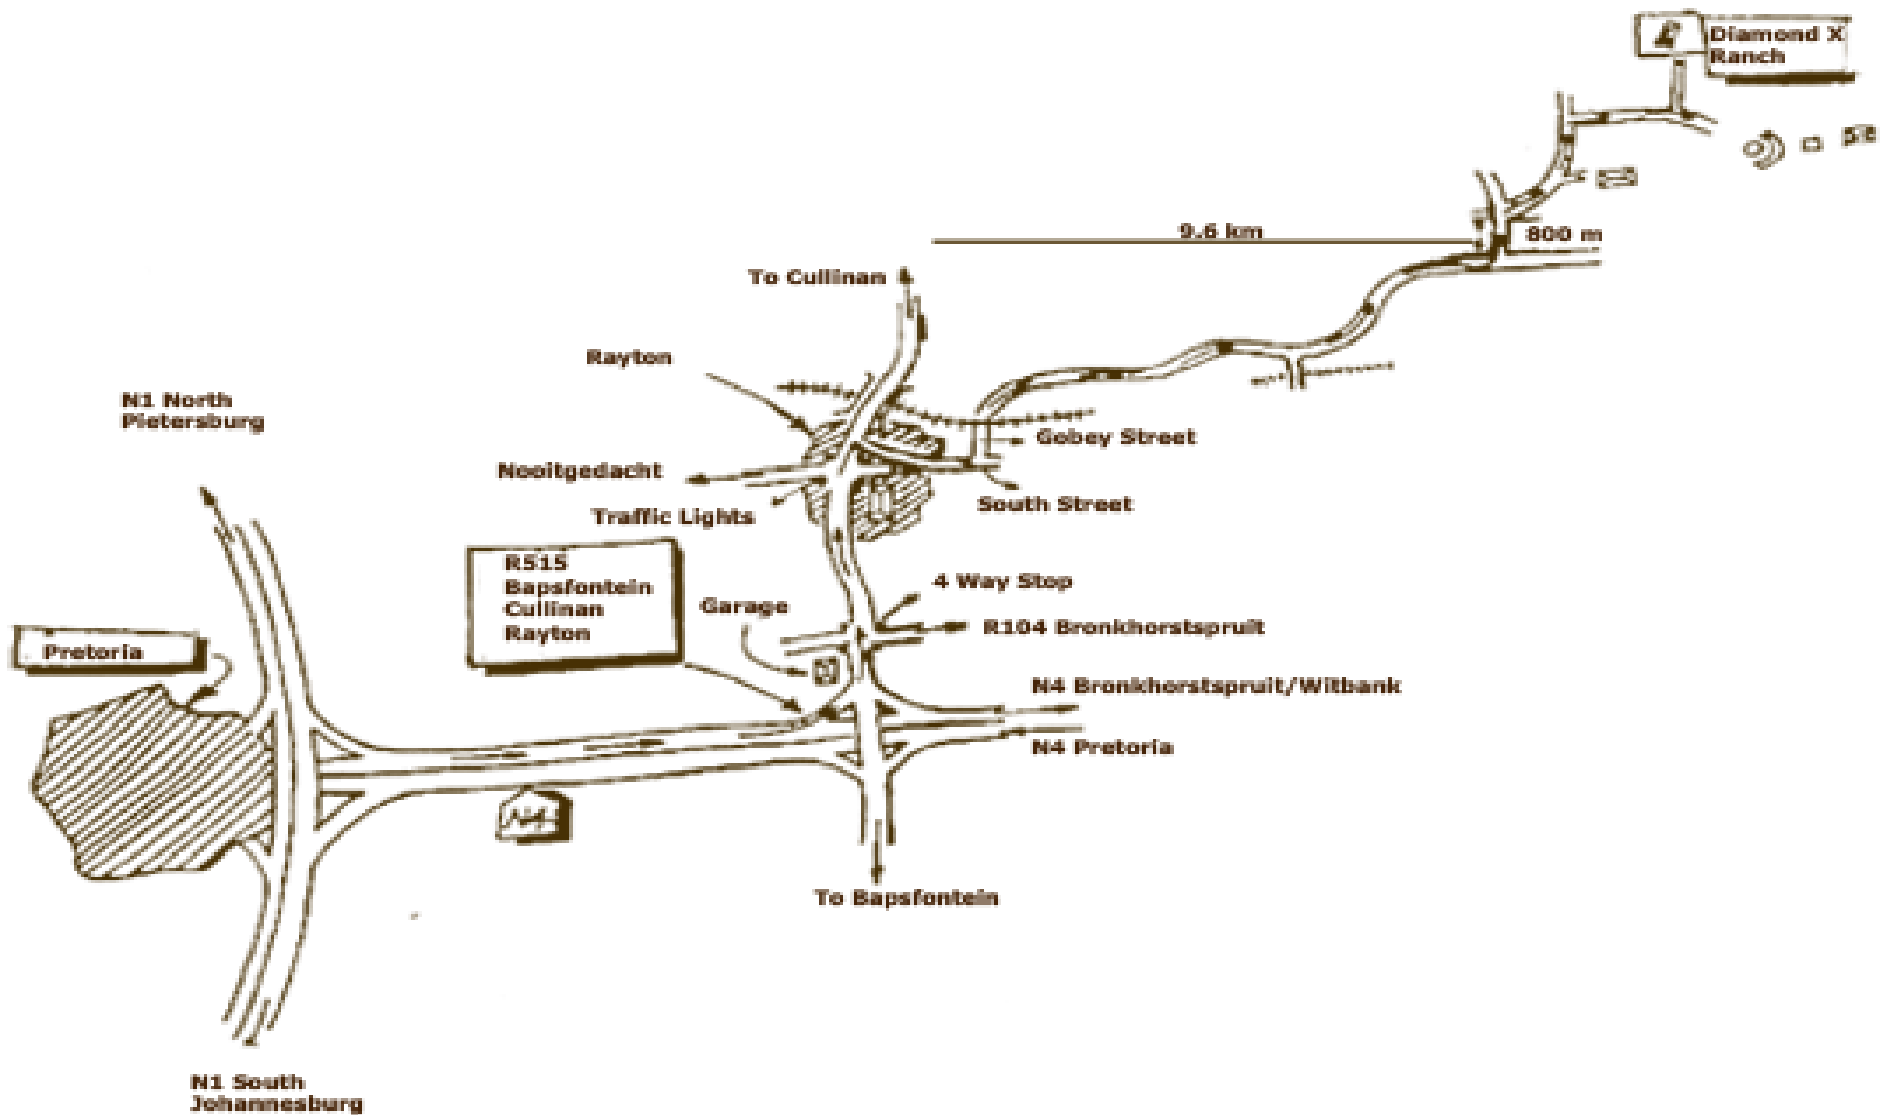 Diamond X
Ranch
9.6 km
800 m
To Cullinan
Rayton
N1 North
Pietersburg
Gobey Street
Nooitgedacht
South Street
Traffic Lights
R515
Bapsfontein
Cullinan
Rayton
4 Way Stop
Garage
R104 Bronkhorstspruit
Pretoria
N4 Bronkhorstspruit/Witbank
N4 Pretoria
N4
To Bapsfontein
N1 South
Johannesburg